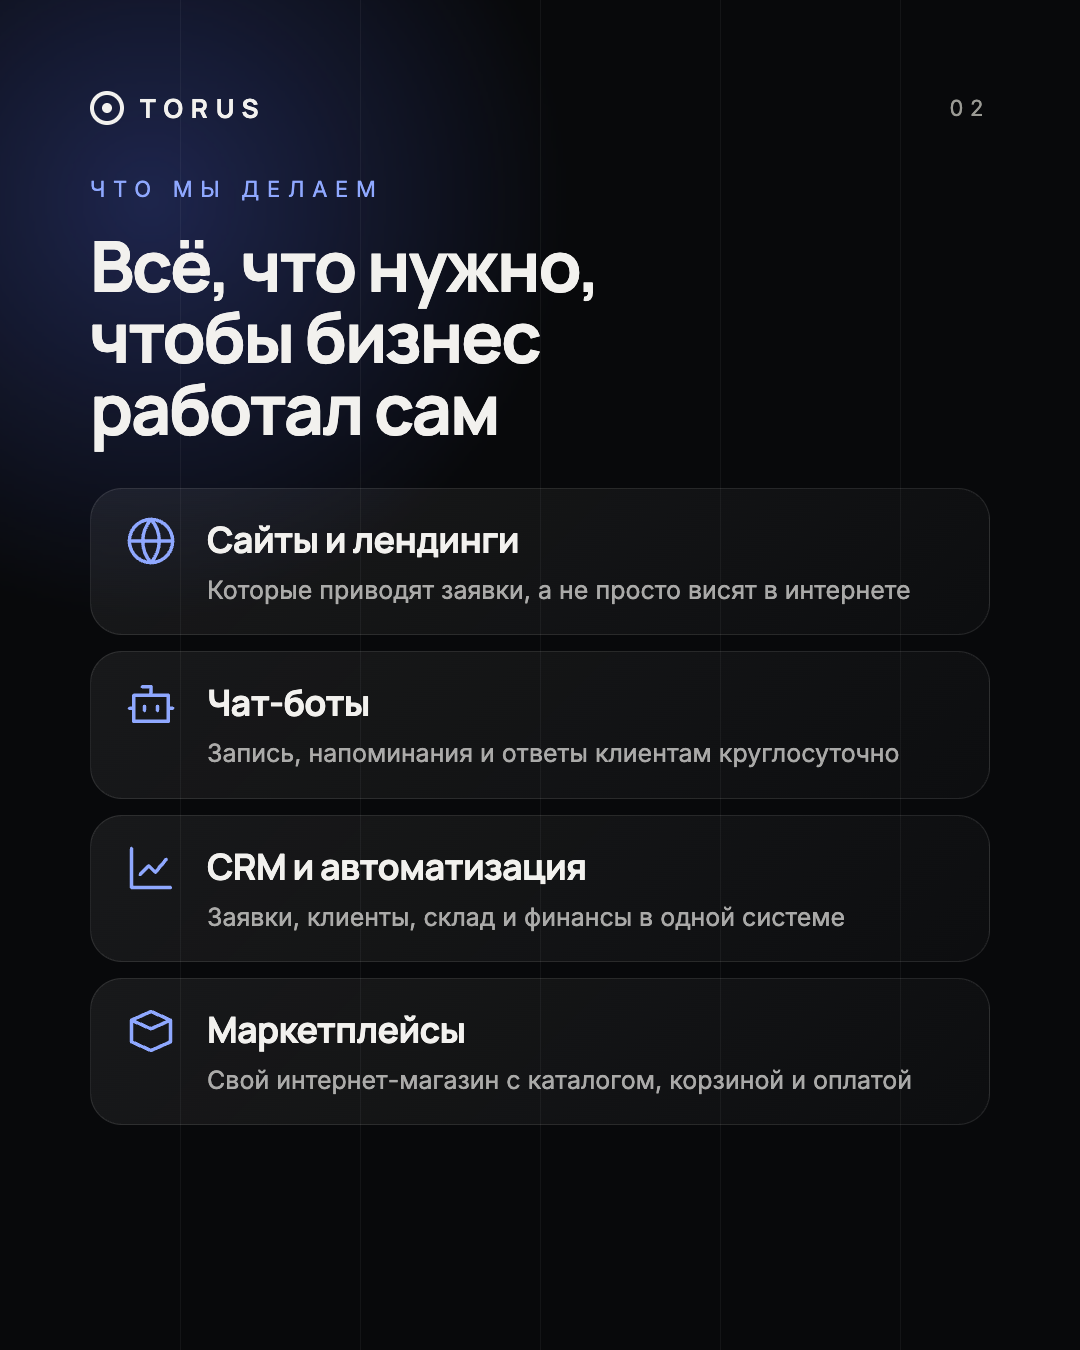 TORUS
02
ЧТО МЫ ДЕЛАЕМ
Всё, что нужно,
чтобы бизнес
работал сам
Сайты и лендинги
Которые приводят заявки, а не просто висят в интернете
Чат-боты
Запись, напоминания и ответы клиентам круглосуточно
CRM и автоматизация
Заявки, клиенты, склад и финансы в одной системе
Маркетплейсы
Свой интернет-магазин с каталогом, корзиной и оплатой